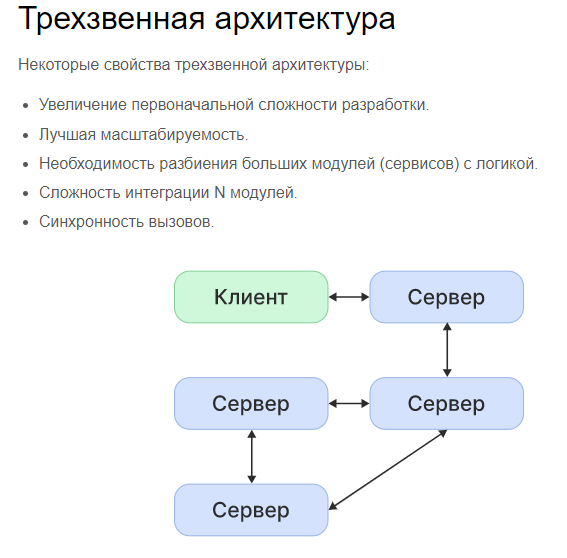 Трехзвенная архитектура
Некоторые свойства трехзвенной архитектуры:
• Увеличение первоначальной сложности разработки.
• Лучшая масштабируемость.
• Необходимость разбиения больших модулей (сервисов) с логикой.
• Сложность интеграции N модулей.
• Синхронность вызовов.
Клиент
Сервер
Сервер
Сервер
Сервер